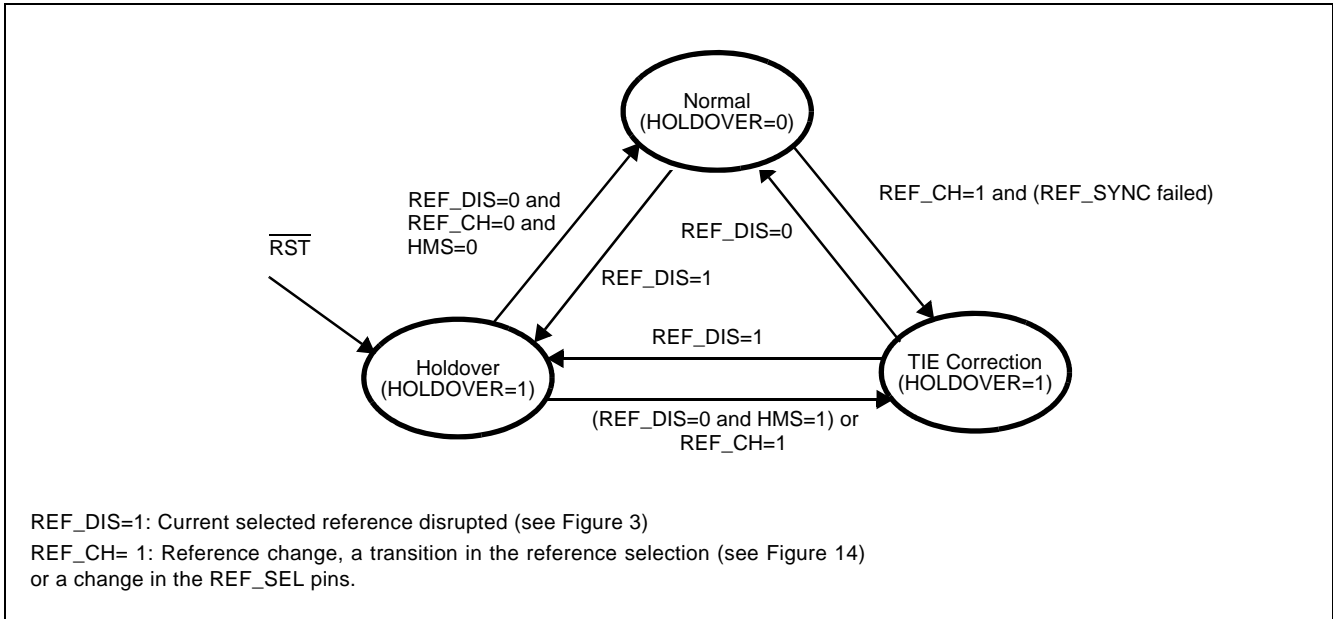 Normal
(HOLDOVER=0)
REF_DIS=0 and
REF_CH=0 and
HMS=0
REF_CH=1 and (REF_SYNC failed)
RST
REF_DIS=0
REF_DIS=1
REF_DIS=1
Holdover
(HOLDOVER=1)
TIE Correction
(HOLDOVER=1)
(REF_DIS=0 and HMS=1) or
REF_CH=1
REF_DIS=1: Current selected reference disrupted (see Figure 3)
REF_CH= 1: Reference change, a transition in the reference selection (see Figure 14)
or a change in the REF_SEL pins.